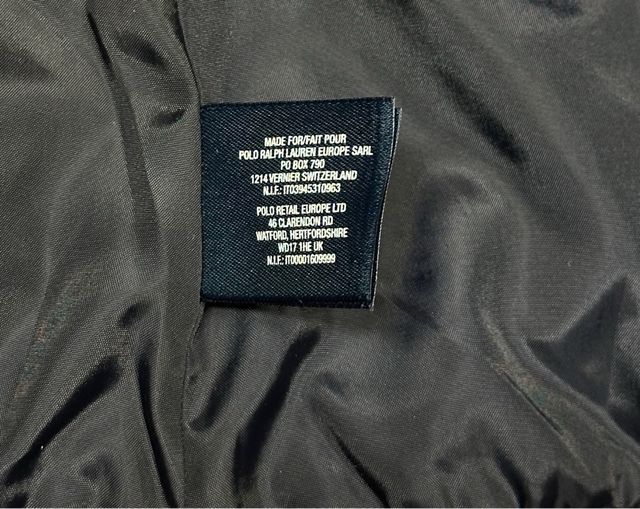 MADE FOR/FAIT POUR
POLO RALPH LAUREN EUROPE SARL
PO BOX 790
1214 VERNIER SWITZERLAND
N.I.F.: IT03945310963
POLO RETAIL EUROPE LTD
46 CLARENDON RD
WATFORD, HERTFORDSHIRE
WD17 1HE UK
N.I.F.: IT00001609999